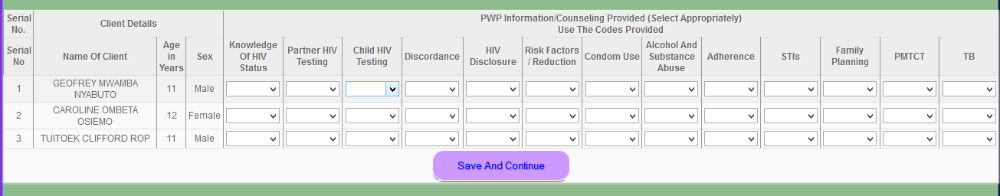 Serial No. Client Details PWP Information/Counseling Provided (Select Appropriately)
Use The Codes Provided
Serial No Name Of Client Age in Years Sex Knowledge Of HIV Status Partner HIV Testing Child HIV Testing Discordance HIV Disclosure Risk Factors / Reduction Condom Use Alcohol And Substance Abuse Adherence STIs Family Planning PMTCT TB
1 GEOFREY MWAMBA NYABUTO 11 Male
2 CAROLINE OMBETA OSIEMO 12 Female
3 TUITOEK CLIFFORD ROP 11 Male
Save And Continue